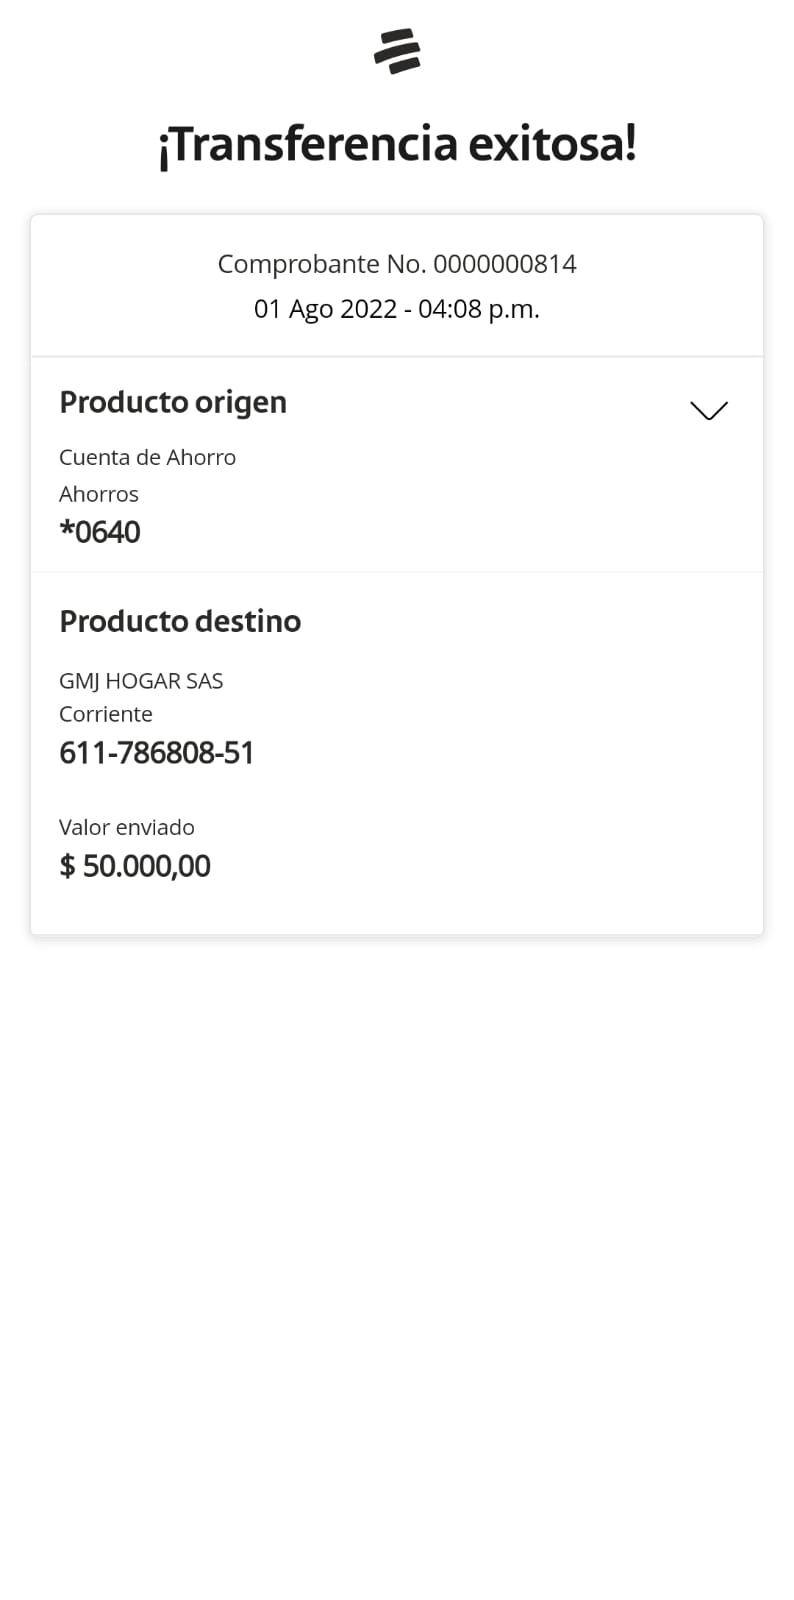 ¡Transferencia exitosa!
Comprobante No. 0000000814
01 Ago 2022 - 04:08 p.m.
Producto origen
Cuenta de Ahorro
Ahorros
*0640
Producto destino
GMJ HOGAR SAS
Corriente
611-786808-51
Valor enviado
$ 50.000,00